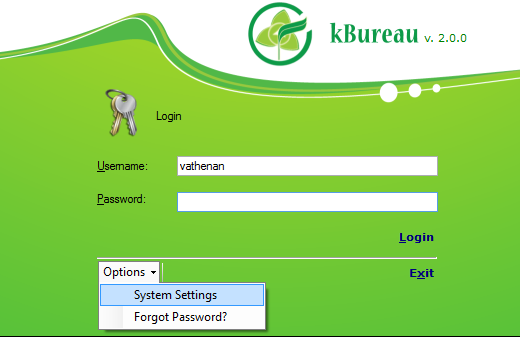 kBureau v. 2.0.0
Login
Username: vathenan
Password:
Login
Options
Exit
System Settings
Forgot Password?